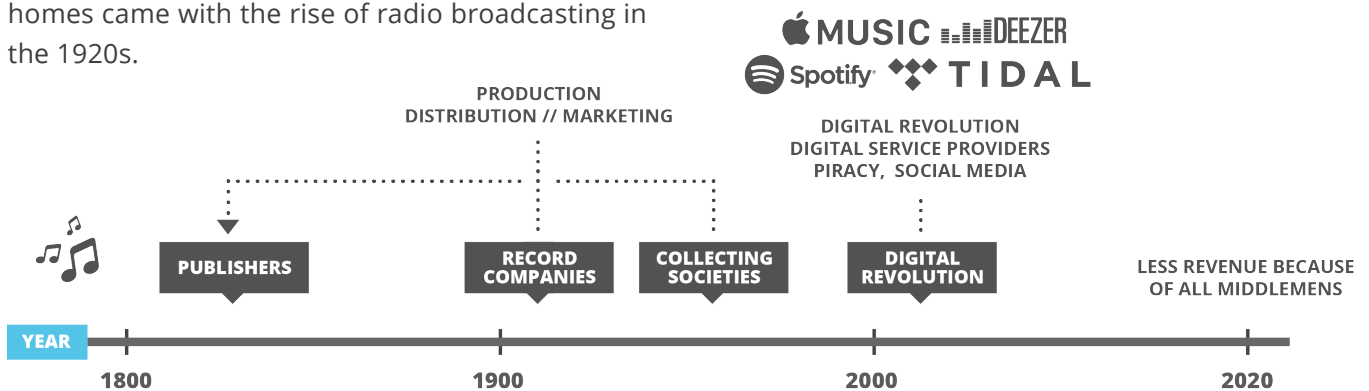 homes came with the rise of radio broadcasting in
the 1920s.
MUSIC DEEZER
Spotify TIDAL
PRODUCTION
DISTRIBUTION // MARKETING
DIGITAL REVOLUTION
DIGITAL SERVICE PROVIDERS
PIRACY, SOCIAL MEDIA
PUBLISHERS
RECORD
COMPANIES
COLLECTING
SOCIETIES
DIGITAL
REVOLUTION
LESS REVENUE BECAUSE
OF ALL MIDDLEMENS
YEAR
1800 1900 2000 2020